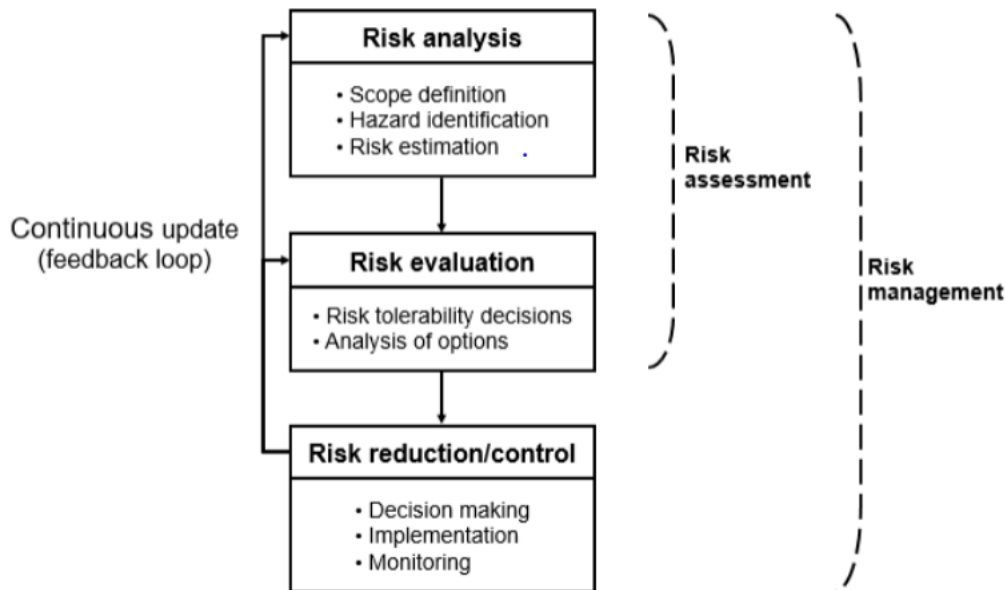 Risk analysis
• Scope definition
• Hazard identification
• Risk estimation
Risk
assessment
Continuous update
(feedback loop)
Risk evaluation
• Risk tolerability decisions
• Analysis of options
Risk
management
Risk reduction/control
• Decision making
• Implementation
• Monitoring